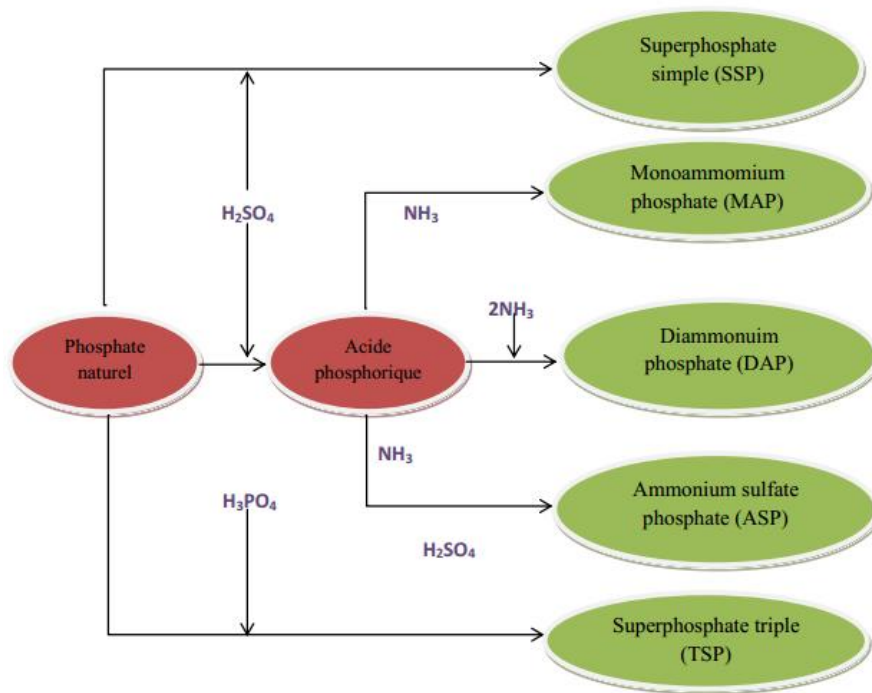 Superphosphate
simple (SSP)
Monoammomium
phosphate (MAP)
H₂SO₄
NH₃
2NH₃
Phosphate
naturel
Acide
phosphorique
Diammonuim
phosphate (DAP)
NH₃
H₃PO₄
Ammonium sulfate
phosphate (ASP)
H₂SO₄
Superphosphate triple
(TSP)